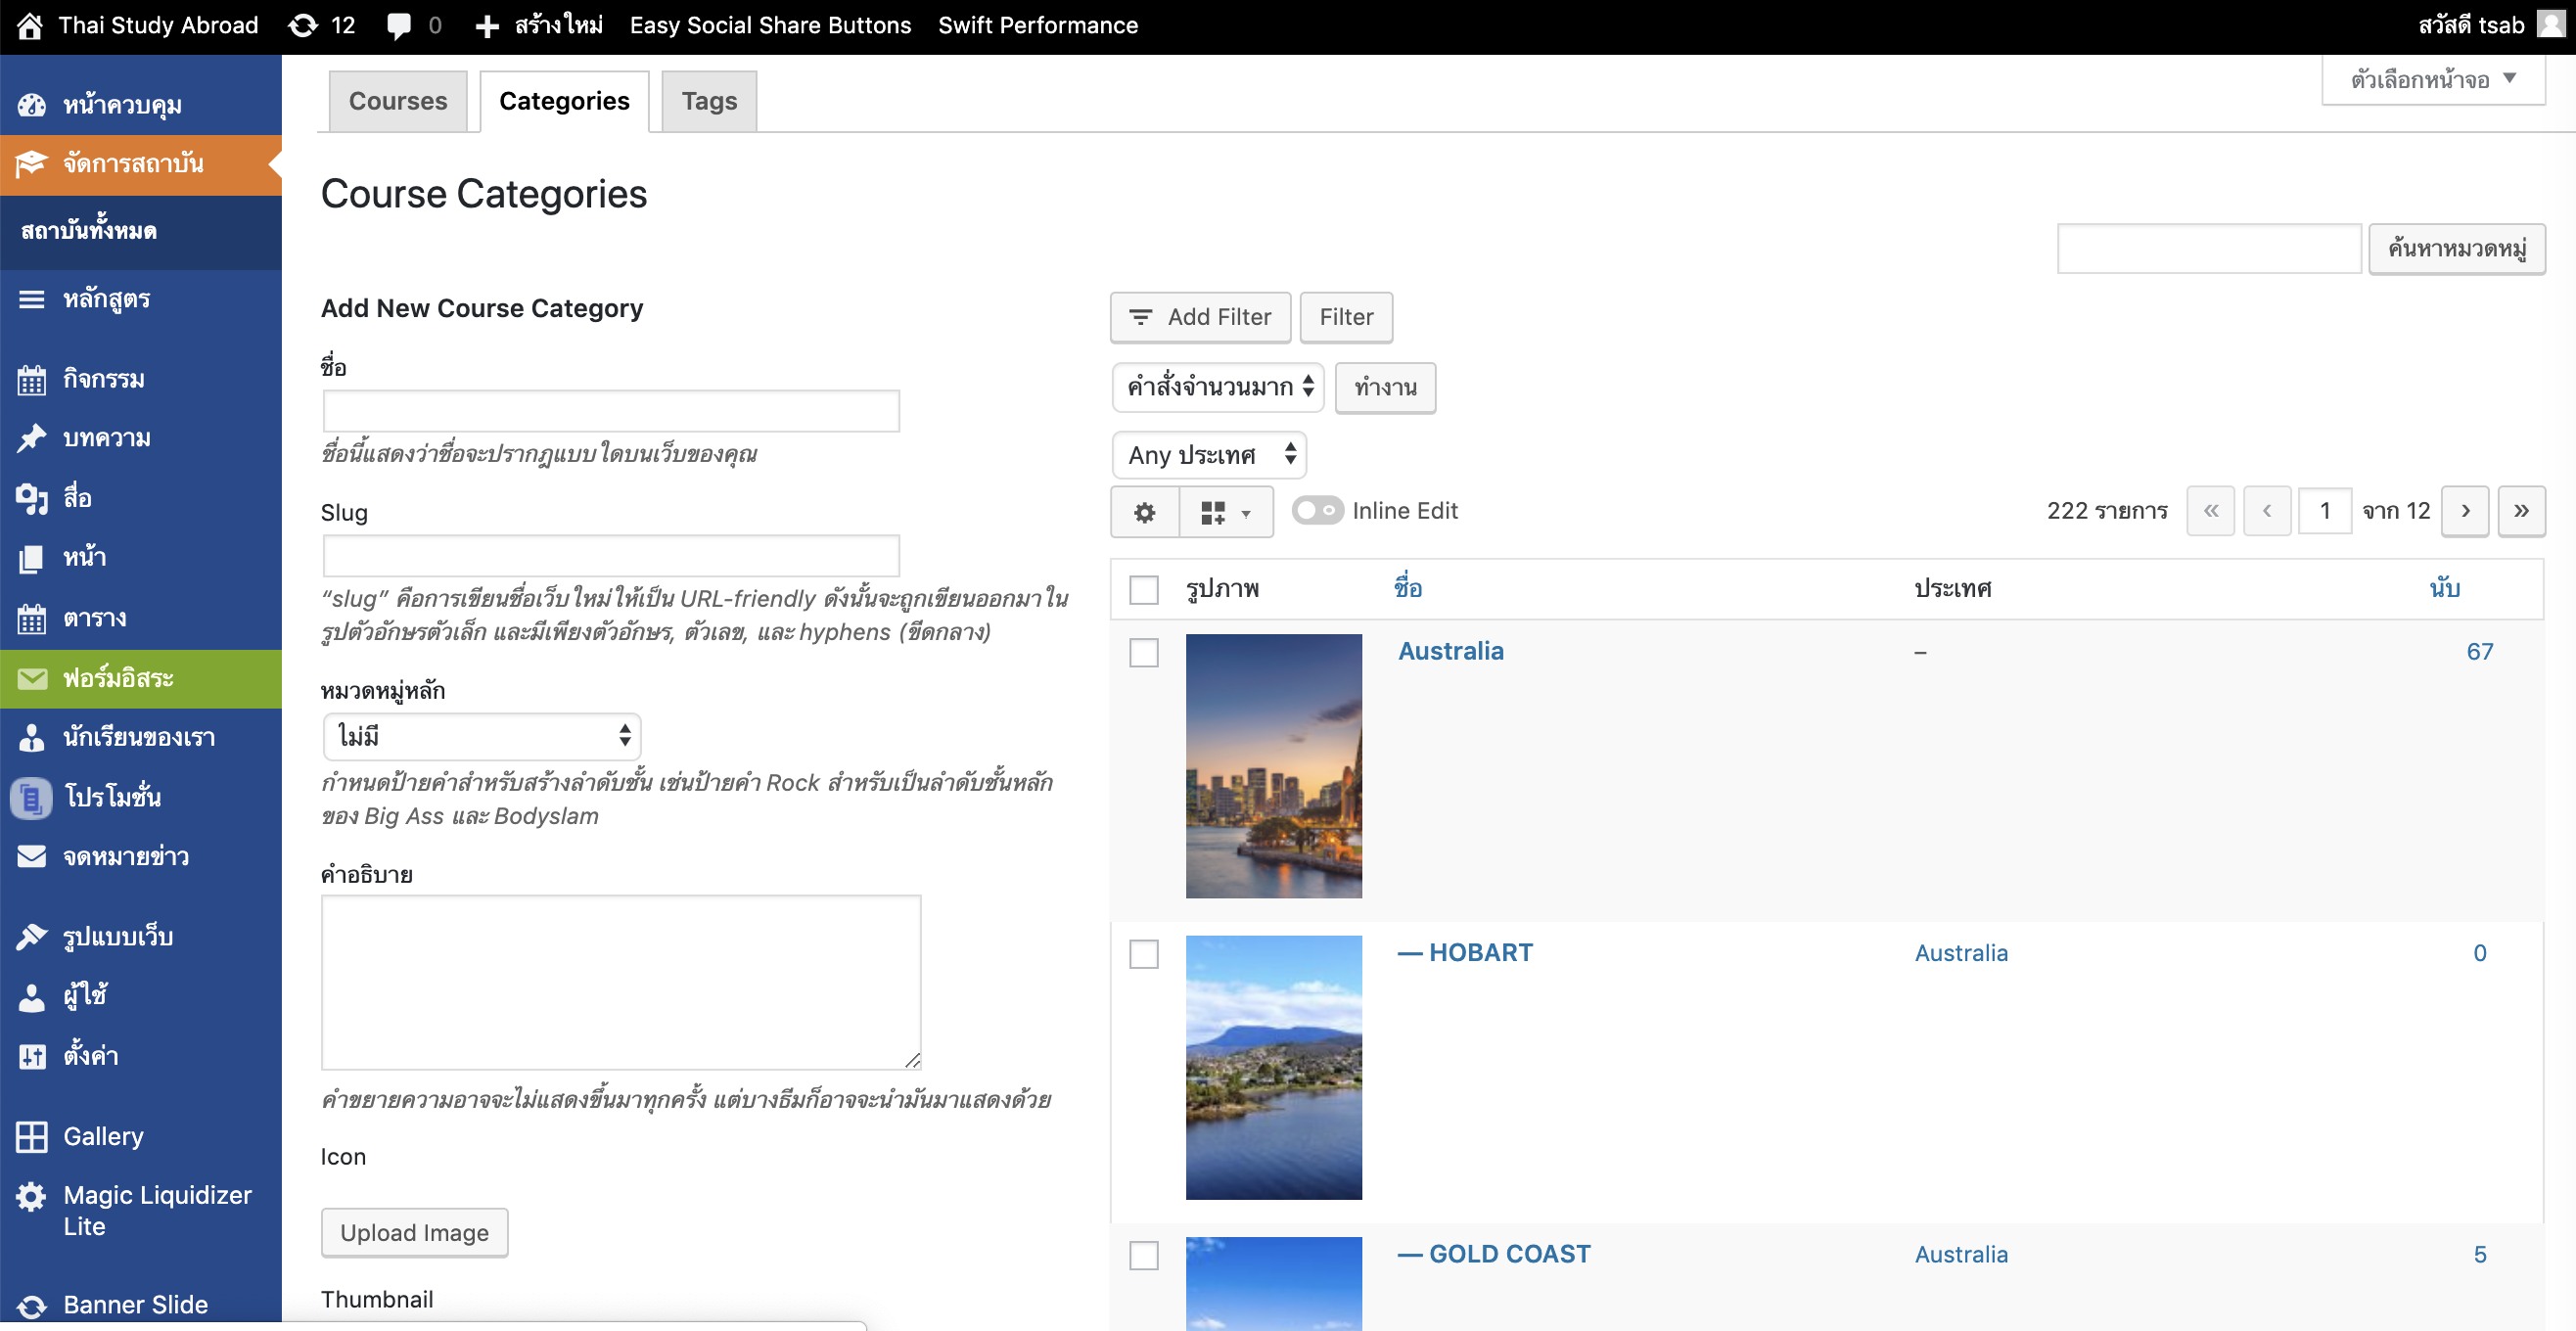 Thai Study Abroad 12 0 สร้างใหม่ Easy Social Share Buttons Swift Performance สวัสดี tsab
หน้าควบคุม
จัดการสถาบัน
สถาบันทั้งหมด
หลักสูตร
กิจกรรม
บทความ
สื่อ
หน้า
ตาราง
ฟอร์มอิสระ
นักเรียนของเรา
โปรโมชั่น
จดหมายข่าว
รูปแบบเว็บ
ผู้ใช้
ตั้งค่า
Gallery
Magic Liquidizer
Lite
Banner Slide
Courses Categories Tags
ตัวเลือกหน้าจอ
Course Categories
ค้นหาหมวดหมู่
Add New Course Category
ชื่อ
ชื่อนี้แสดงว่าชื่อจะปรากฎแบบใดบนเว็บของคุณ
Slug
“slug” คือการเขียนชื่อเว็บใหม่ให้เป็น URL-friendly ดังนั้นจะถูกเขียนออกมาใน
รูปตัวอักษรตัวเล็ก และมีเพียงตัวอักษร, ตัวเลข, และ hyphens (ขีดกลาง)
หมวดหมู่หลัก
ไม่มี
กำหนดป้ายคำสำหรับสร้างลำดับชั้น เช่นป้ายคำ Rock สำหรับเป็นลำดับชั้นหลัก
ของ Big Ass และ Bodyslam
คำอธิบาย
คำขยายความอาจจะไม่แสดงขึ้นมาทุกครั้ง แต่บางธีมก็อาจจะนำมันมาแสดงด้วย
Icon
Upload Image
Thumbnail
Add Filter Filter
คำสั่งจำนวนมาก ทำงาน
Any ประเทศ
Inline Edit
222 รายการ « ‹ 1 จาก 12 › »
รูปภาพ ชื่อ ประเทศ นับ
Australia – 67
— HOBART Australia 0
— GOLD COAST Australia 5